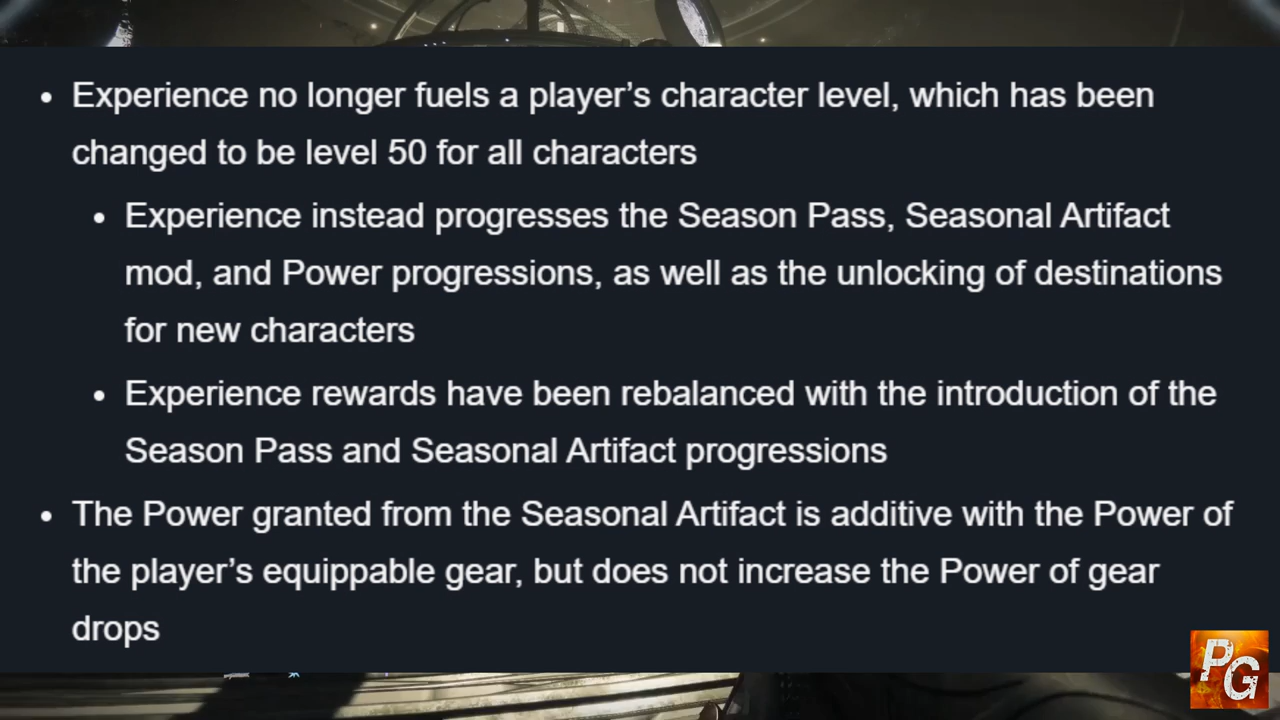 • Experience no longer fuels a player’s character level, which has been
changed to be level 50 for all characters
• Experience instead progresses the Season Pass, Seasonal Artifact
mod, and Power progressions, as well as the unlocking of destinations
for new characters
• Experience rewards have been rebalanced with the introduction of the
Season Pass and Seasonal Artifact progressions
• The Power granted from the Seasonal Artifact is additive with the Power of
the player’s equippable gear, but does not increase the Power of gear
drops
PG